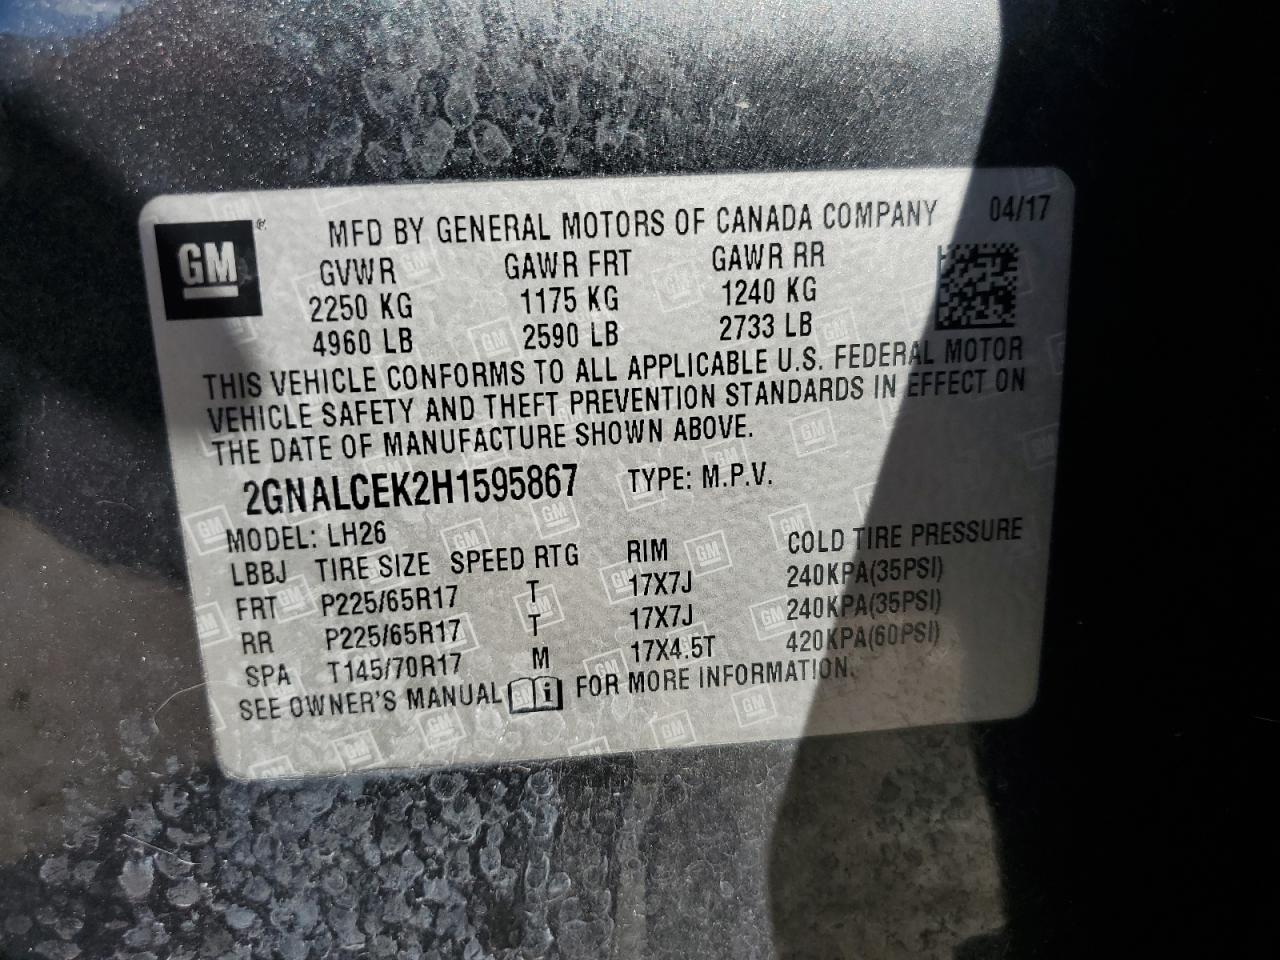 GM
MFD BY GENERAL MOTORS OF CANADA COMPANY 04/17
GVWR GAWR FRT GAWR RR
2250 KG 1175 KG 1240 KG
4960 LB 2590 LB 2733 LB
THIS VEHICLE CONFORMS TO ALL APPLICABLE U.S. FEDERAL MOTOR
VEHICLE SAFETY AND THEFT PREVENTION STANDARDS IN EFFECT ON
THE DATE OF MANUFACTURE SHOWN ABOVE.
2GNALCEK2H1595867 TYPE: M.P.V.
MODEL: LH26
LBBJ TIRE SIZE SPEED RTG RIM COLD TIRE PRESSURE
FRT P225/65R17 T 17X7J 240KPA(35PSI)
RR P225/65R17 T 17X7J 240KPA(35PSI)
SPA T145/70R17 M 17X4.5T 420KPA(60PSI)
SEE OWNER'S MANUAL i FOR MORE INFORMATION.